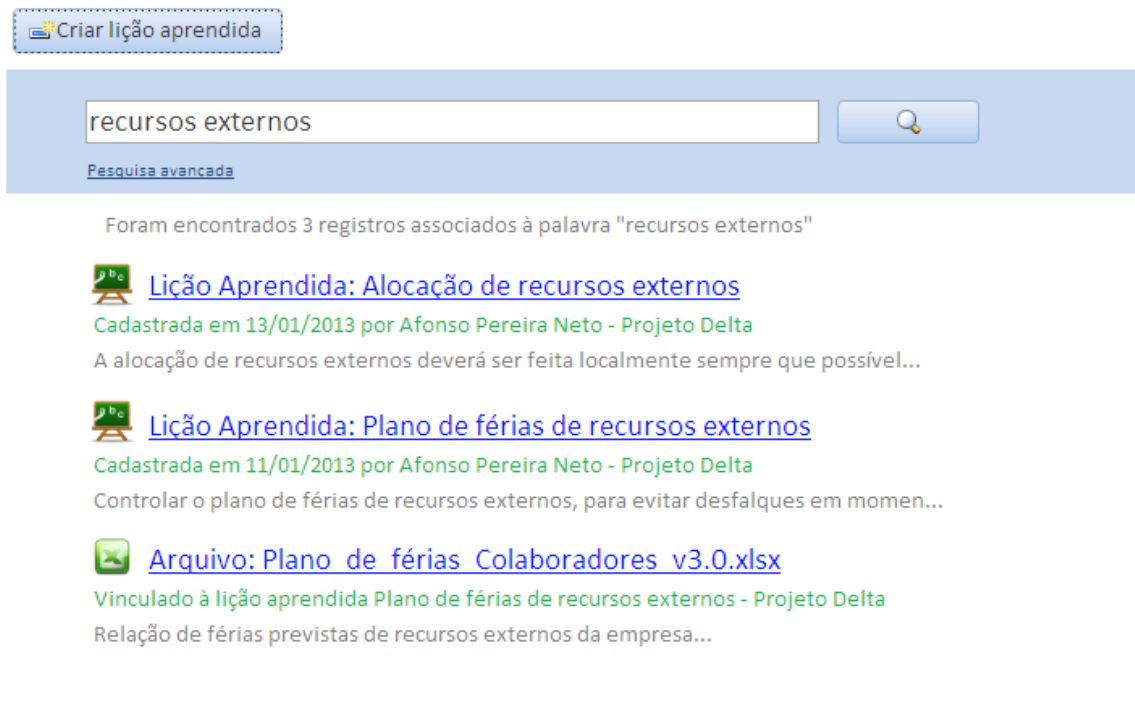 Criar lição aprendida
recursos externos
Pesquisa avançada
Foram encontrados 3 registros associados à palavra "recursos externos"
Lição Aprendida: Alocação de recursos externos
Cadastrada em 13/01/2013 por Afonso Pereira Neto - Projeto Delta
A alocação de recursos externos deverá ser feita localmente sempre que possível...
Lição Aprendida: Plano de férias de recursos externos
Cadastrada em 11/01/2013 por Afonso Pereira Neto - Projeto Delta
Controlar o plano de férias de recursos externos, para evitar desfalques em momen...
Arquivo: Plano_de_férias_Colaboradores_v3.0.xlsx
Vinculado à lição aprendida Plano de férias de recursos externos - Projeto Delta
Relação de férias previstas de recursos externos da empresa...